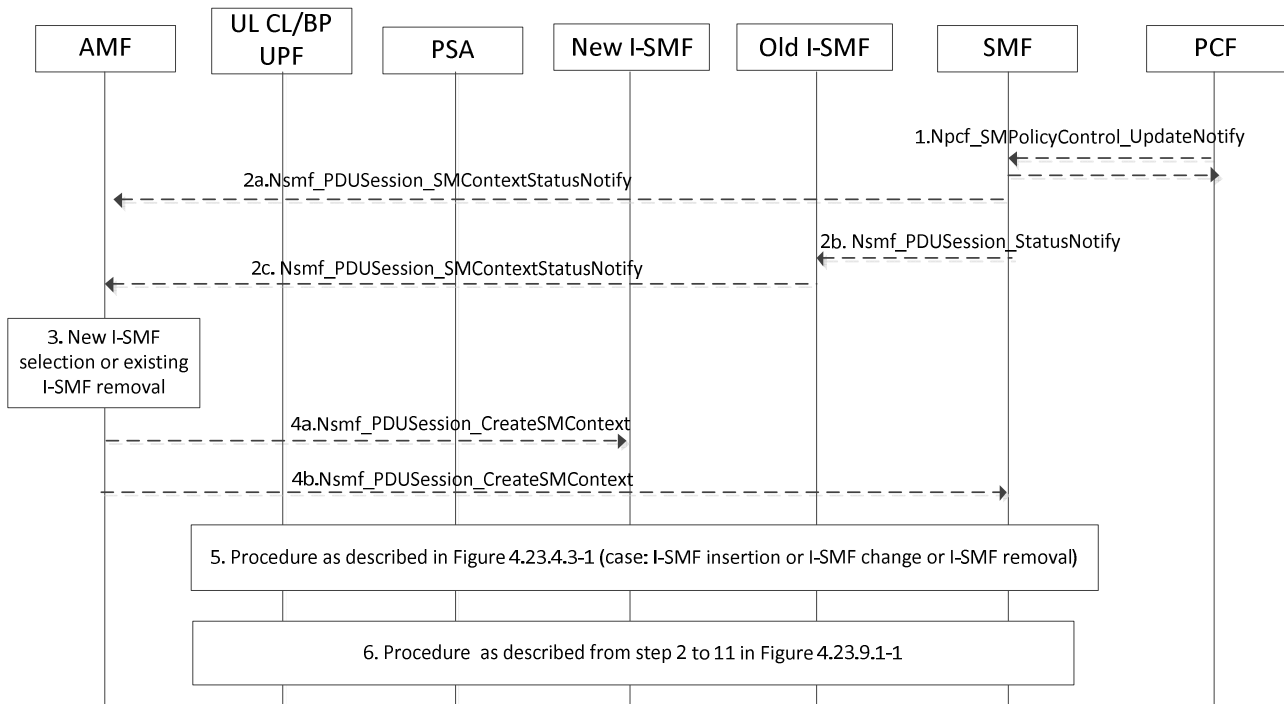 AMF
UL CL/BP
UPF
PSA
New I-SMF
Old I-SMF
SMF
PCF
1.Npcf_SMPolicyControl_UpdateNotify
2a.Nsmf_PDUSession_SMContextStatusNotify
2b. Nsmf_PDUSession_StatusNotify
2c. Nsmf_PDUSession_SMContextStatusNotify
3. New I-SMF
selection or existing
I-SMF removal
4a.Nsmf_PDUSession_CreateSMContext
4b.Nsmf_PDUSession_CreateSMContext
5. Procedure as described in Figure 4.23.4.3-1 (case: I-SMF insertion or I-SMF change or I-SMF removal)
6. Procedure as described from step 2 to 11 in Figure 4.23.9.1-1